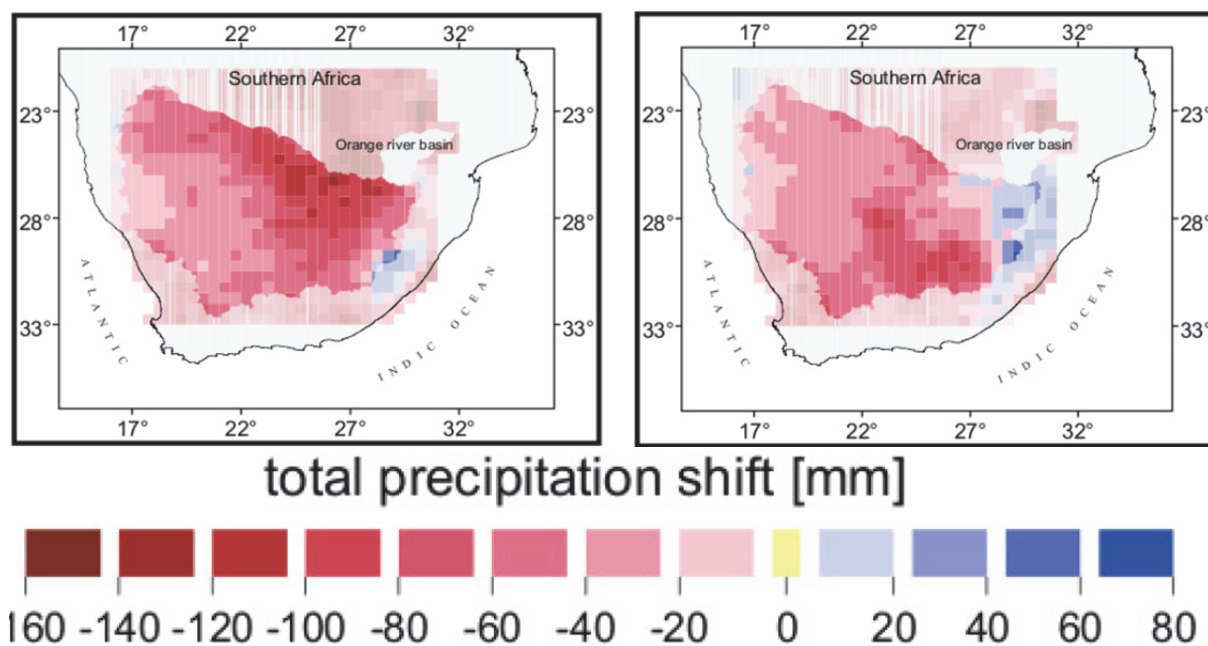 17° 22° 27° 32°
Southern Africa
23° 23°
Orange river basin
28° 28°
33° 33°
ATLANTIC
INDIC OCEAN
17° 22° 27° 32°
17° 22° 27° 32°
Southern Africa
23° 23°
Orange river basin
28° 28°
33° 33°
ATLANTIC
INDIC OCEAN
17° 22° 27° 32°
total precipitation shift [mm]
160 -140 -120 -100 -80 -60 -40 -20 0 20 40 60 80